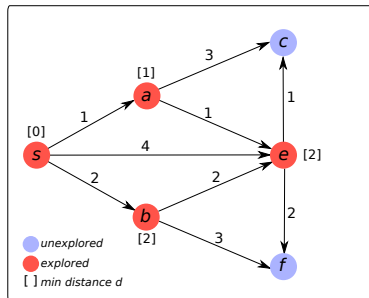 c
3
[1]
a
[0]
1
1
1
s
4
e
[2]
2
2
2
b
3
[2]
f
unexplored
explored
[ ] min distance d